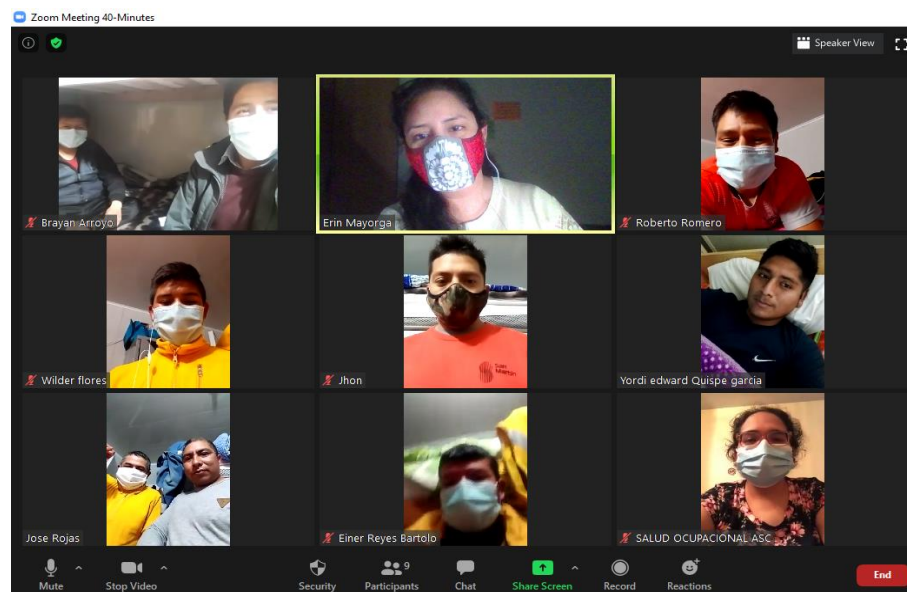 Zoom Meeting 40-Minutes
Speaker View
Brayan Arroyo
Erin Mayorga
Roberto Romero
Wilder flores
Jhon
Yordi edward Quispe garcia
Jose Rojas
Einer Reyes Bartolo
SALUD OCUPACIONAL ASC
Mute
Stop Video
Security
Participants 9
Chat
Share Screen
Record
Reactions
End